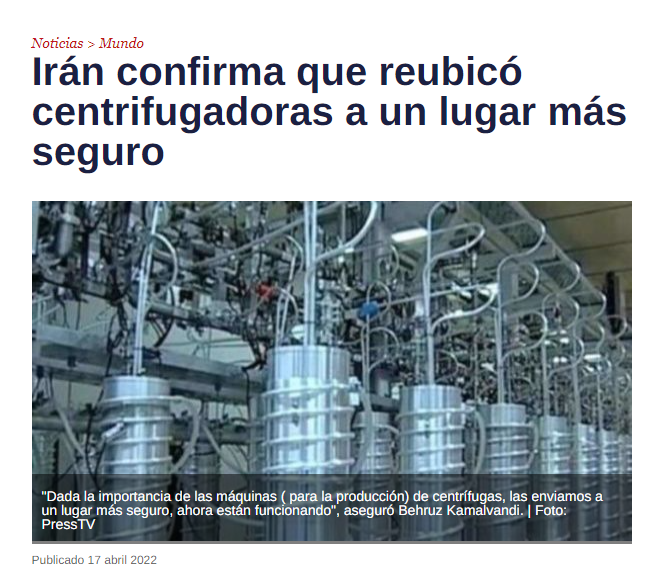 Noticias > Mundo
Irán confirma que reubicó
centrifugadoras a un lugar más
seguro
"Dada la importancia de las máquinas ( para la producción) de centrífugas, las enviamos a
un lugar más seguro, ahora están funcionando", aseguró Behruz Kamalvandi. | Foto:
PressTV
Publicado 17 abril 2022